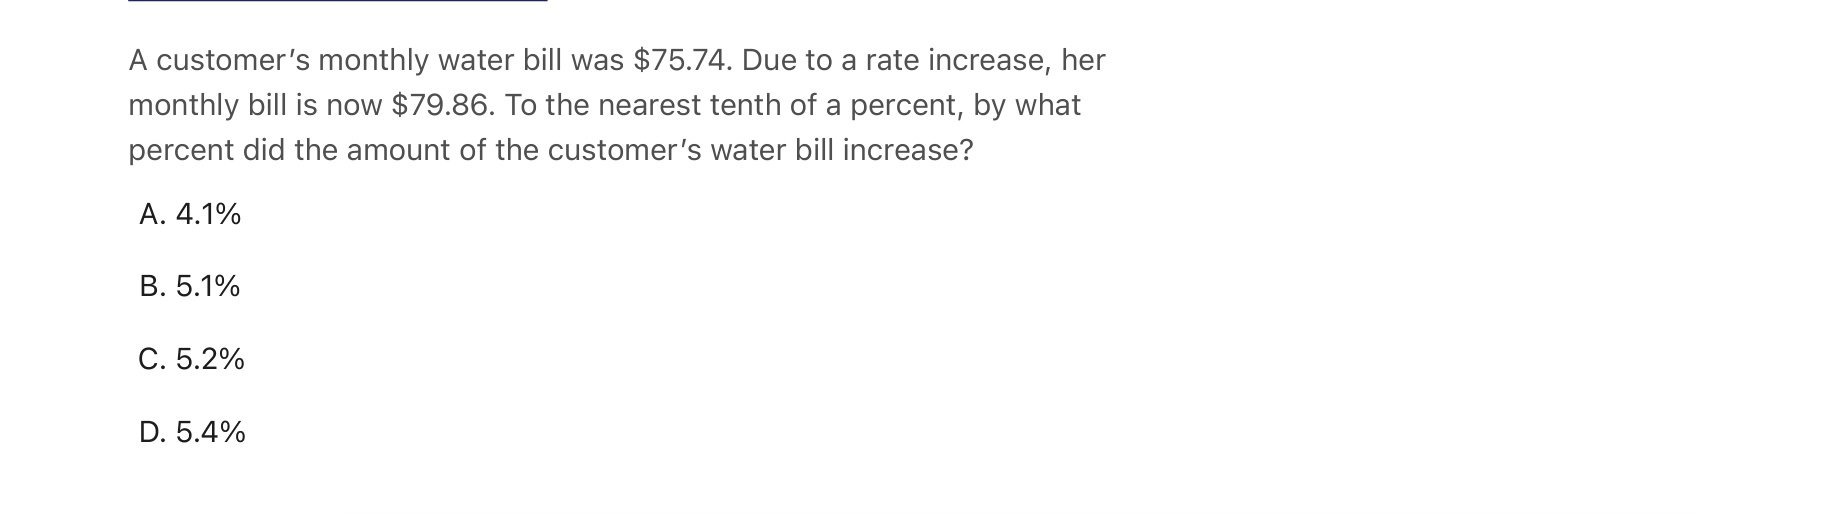 A customer’s monthly water bill was $75.74. Due to a rate increase, her
monthly bill is now $79.86. To the nearest tenth of a percent, by what
percent did the amount of the customer’s water bill increase?
A. 4.1%
B. 5.1%
C. 5.2%
D. 5.4%